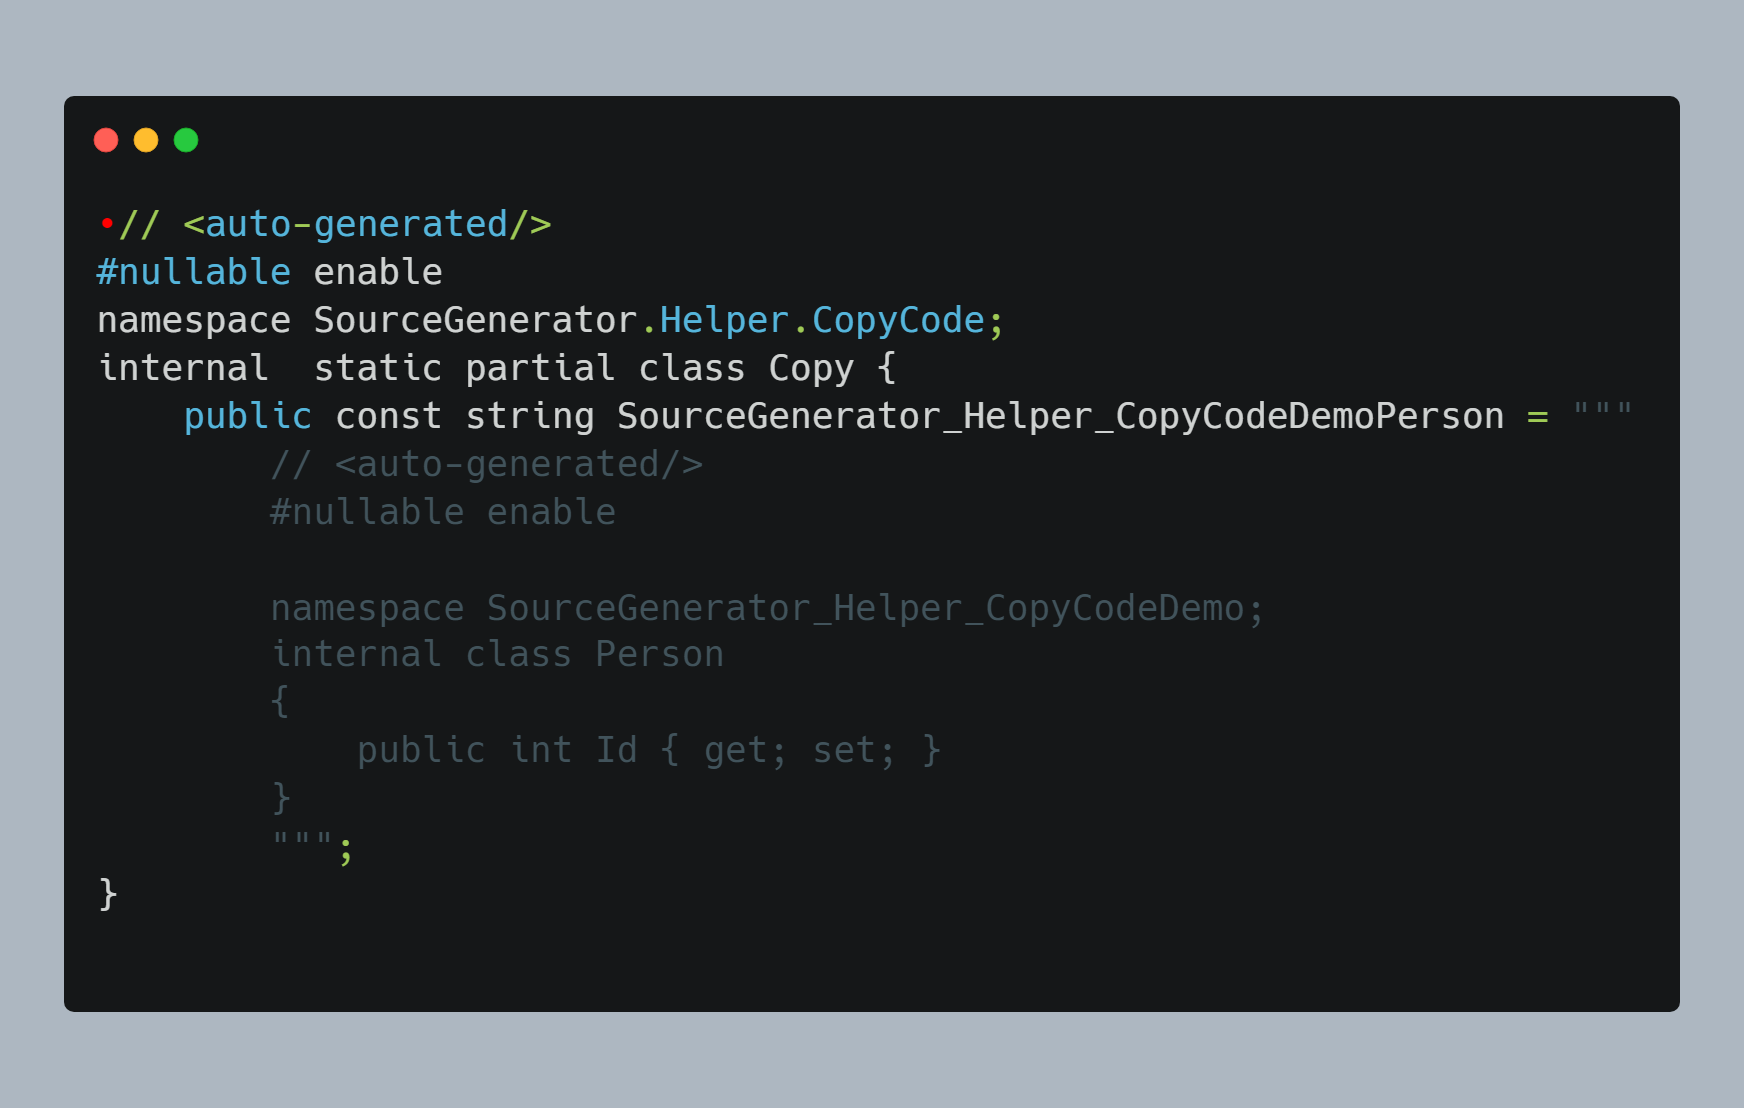 •// <auto-generated/>
#nullable enable
namespace SourceGenerator.Helper.CopyCode;
internal  static partial class Copy {
    public const string SourceGenerator_Helper_CopyCodeDemoPerson = """
        // <auto-generated/>
        #nullable enable

        namespace SourceGenerator_Helper_CopyCodeDemo;
        internal class Person
        {
            public int Id { get; set; }
        }
        """;
}